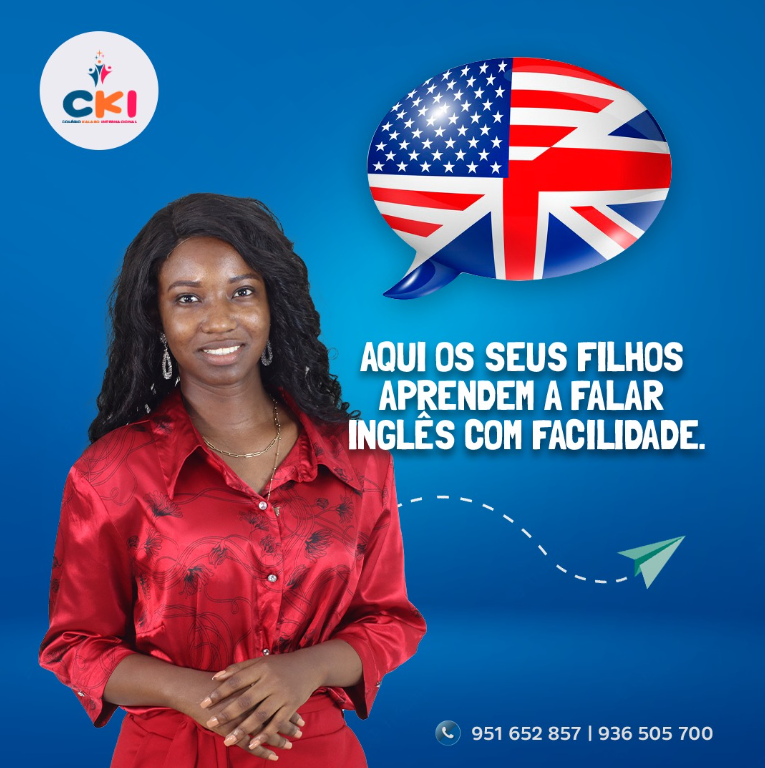 CKI
AQUI OS SEUS FILHOS
APRENDEM A FALAR
INGLÊS COM FACILIDADE.
951 652 857 | 936 505 700